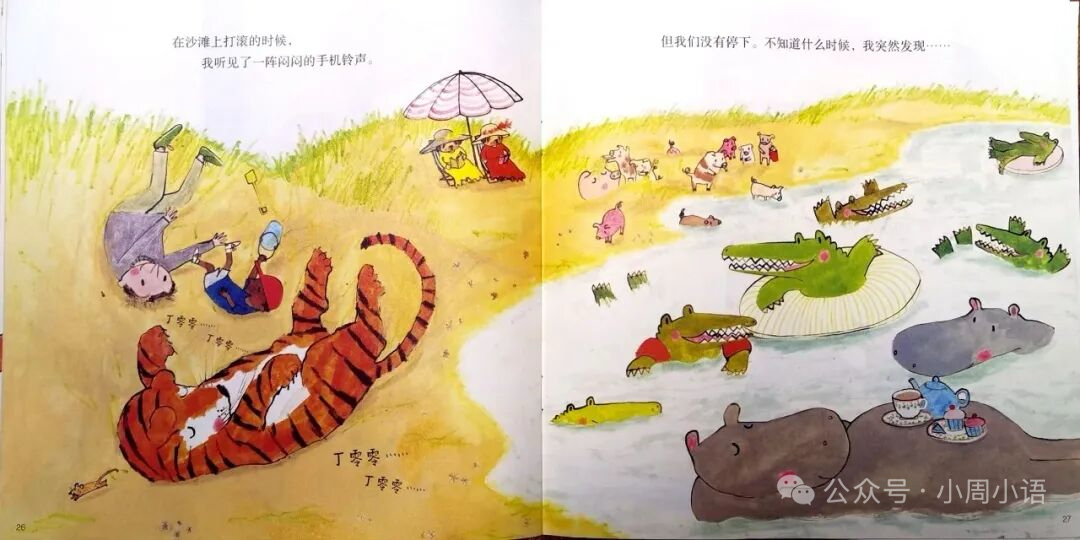 在沙滩上打滚的时候，
我听见了一阵闷闷的手机铃声。
丁零零……
丁零零……
丁零零……
丁零零……
26
但我们没有停下。不知道什么时候，我突然发现……
公众号·小周小语
27